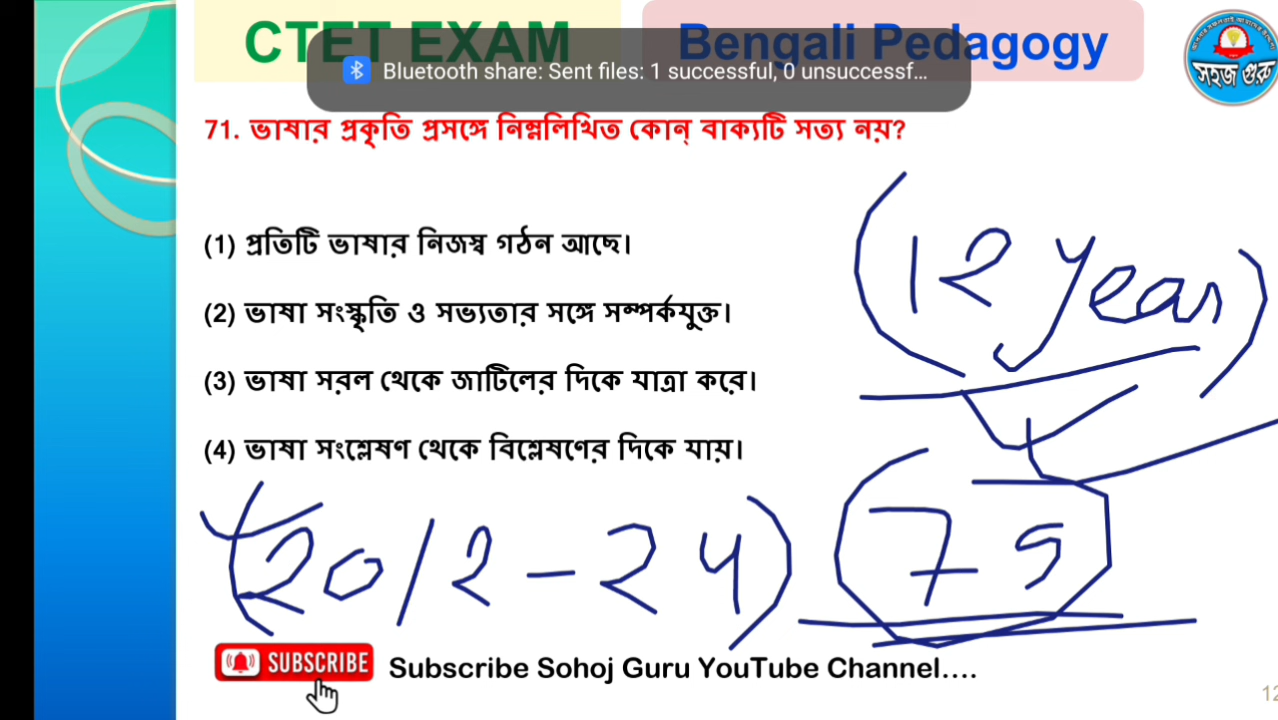 CTET EXAM Bengali Pedagogy
Bluetooth share: Sent files: 1 successful, 0 unsuccessf...
সহজ গুরু
71. ভাষার প্রকৃতি প্রসঙ্গে নিম্নলিখিত কোন্ বাক্যটি সত্য নয়?
(1) প্রতিটি ভাষার নিজস্ব গঠন আছে।
(2) ভাষা সংস্কৃতি ও সভ্যতার সঙ্গে সম্পর্কযুক্ত।
(3) ভাষা সরল থেকে জটিলের দিকে যাত্রা করে।
(4) ভাষা সংশ্লেষণ থেকে বিশ্লেষণের দিকে যায়।
(12 year)
(2012-24)
SUBSCRIBE Subscribe Sohoj Guru YouTube Channel....